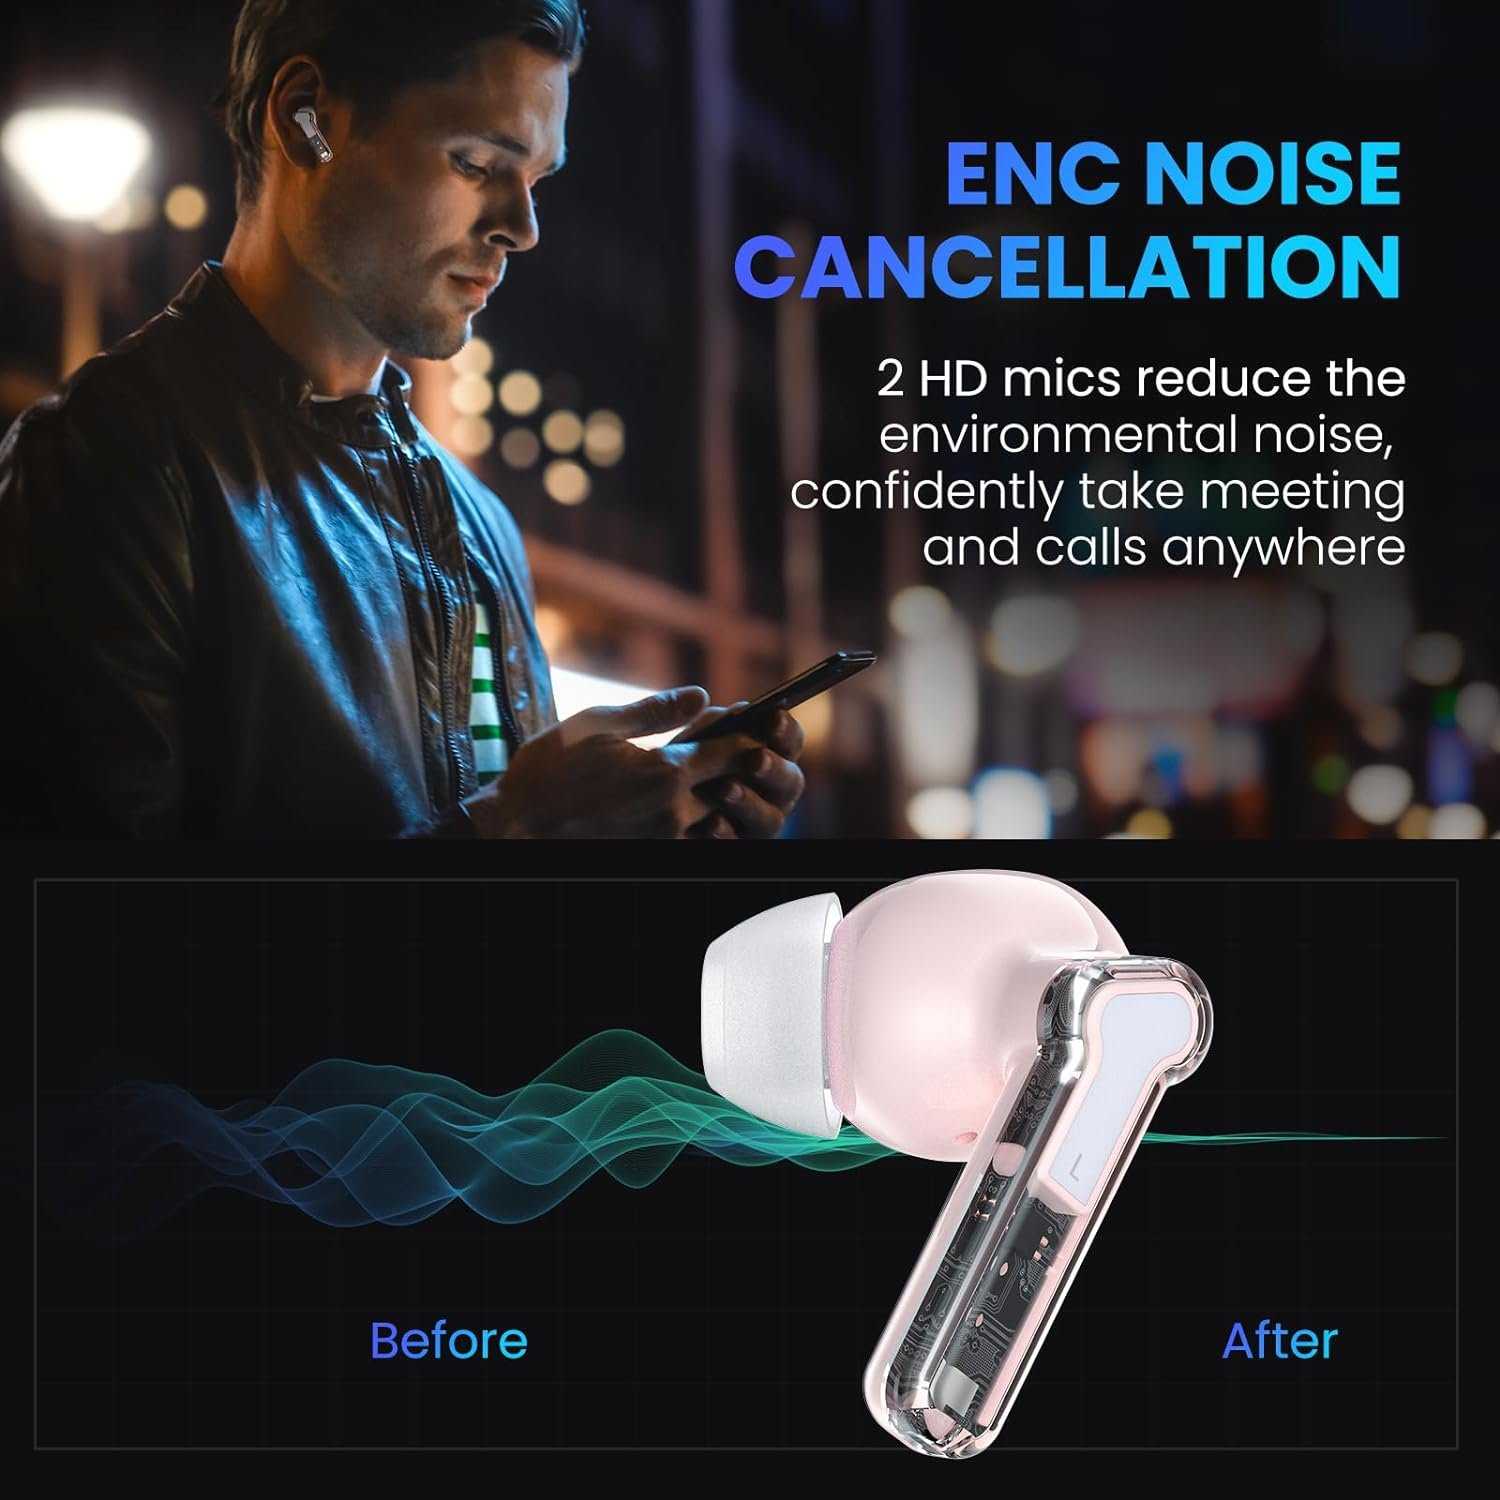 ENC NOISE
CANCELLATION
2 HD mics reduce the
environmental noise,
confidently take meeting
and calls anywhere
L
Before
After